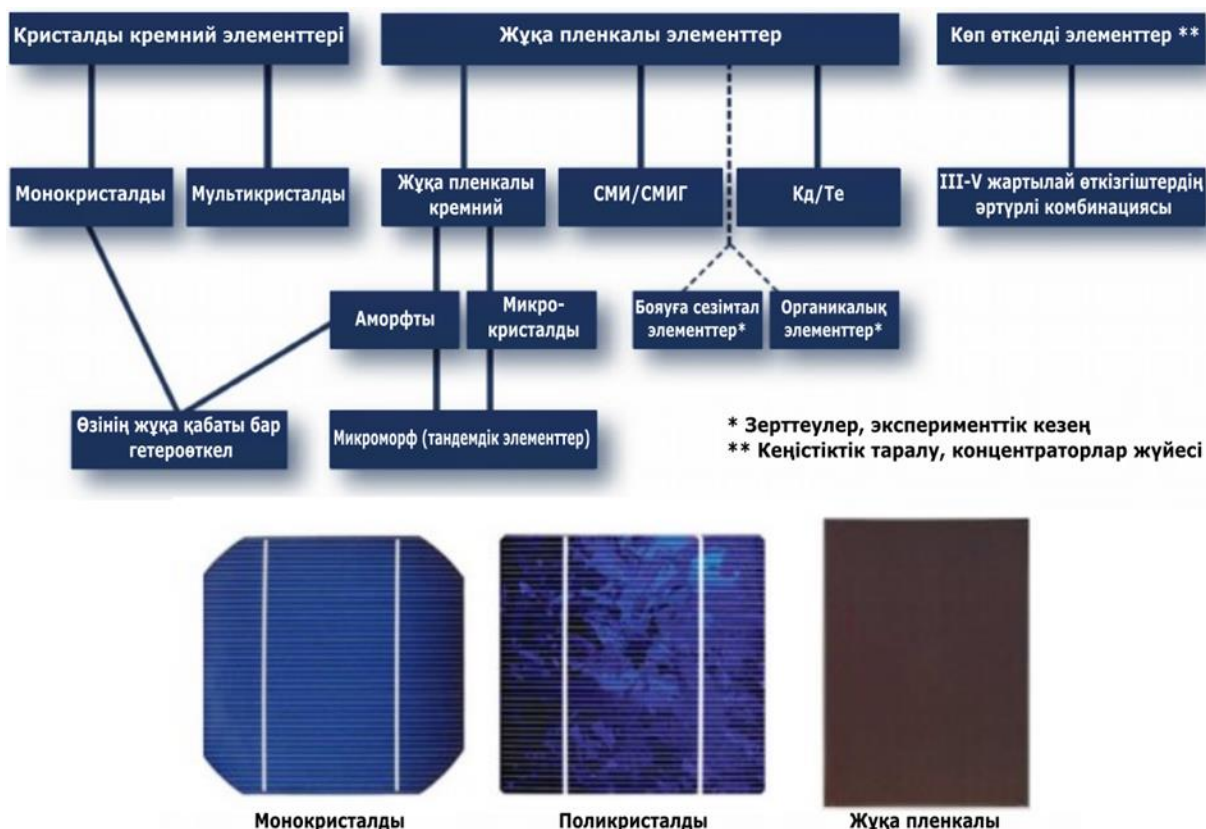 Кристалды кремний элементтері
Жұқа пленкалы элементтер
Көп өткелді элементтер **
Монокристалды
Мультикристалды
Жұқа пленкалы
кремний
СМИ/СМИГ
Кд/Те
III-V жартылай өткізгіштердің
әртүрлі комбинациясы
Аморфты
Микро-
кристалды
Бояуға сезімтал
элементтер*
Органикалық
элементтер*
Өзінің жұқа қабаты бар
гетероөткел
Микроморф (тандемдік элементтер)
* Зерттеулер, эксперименттік кезең
** Кеңістіктік таралу, концентраторлар жүйесі
Монокристалды
Поликристалды
Жұқа пленкалы